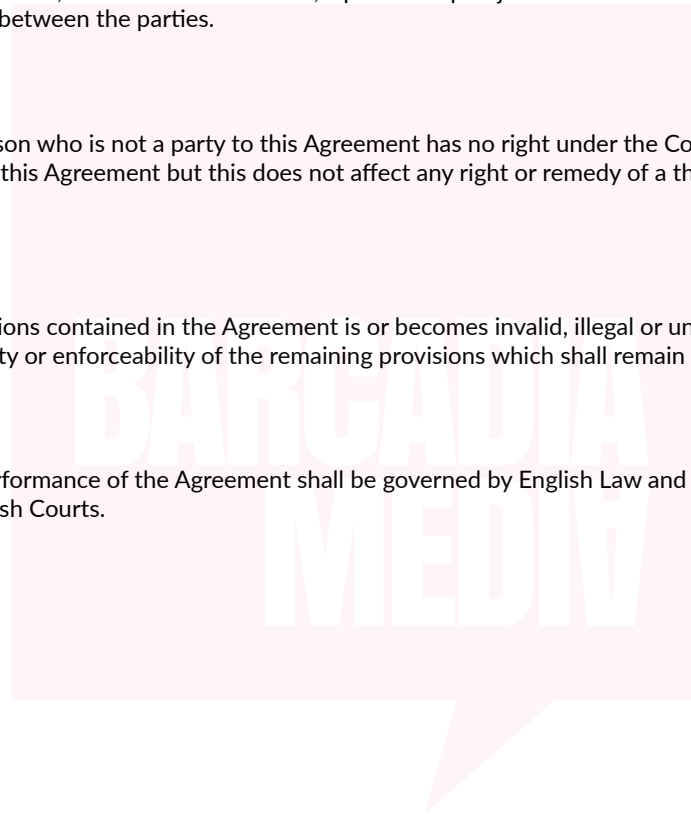 between the parties.
son who is not a party to this Agreement has no right under the Co
this Agreement but this does not affect any right or remedy of a th
ions contained in the Agreement is or becomes invalid, illegal or un
ty or enforceability of the remaining provisions which shall remain
BARCADIA
rformance of the Agreement shall be governed by English Law and
sh Courts.
MEDIA